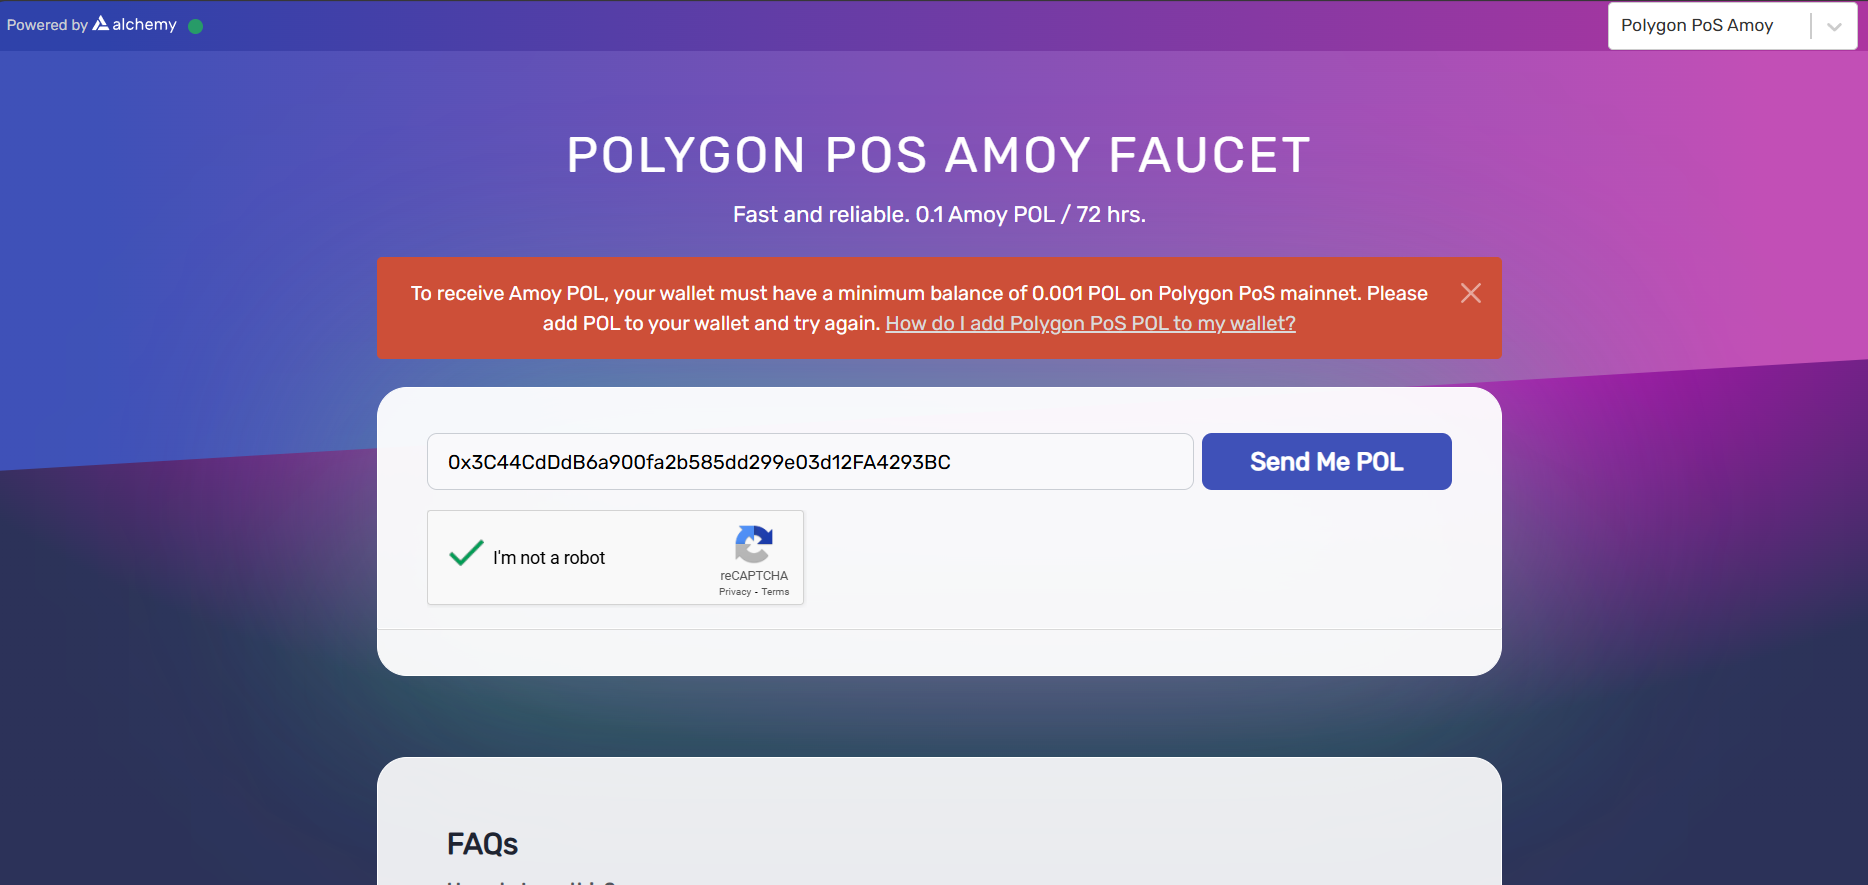 Powered by alchemy
Polygon PoS Amoy
POLYGON POS AMOY FAUCET
Fast and reliable. 0.1 Amoy POL / 72 hrs.
To receive Amoy POL, your wallet must have a minimum balance of 0.001 POL on Polygon PoS mainnet. Please
add POL to your wallet and try again. How do I add Polygon PoS POL to my wallet?
0x3C44CdDdB6a900fa2b585dd299e03d12FA4293BC
Send Me POL
I'm not a robot
reCAPTCHA
Privacy - Terms
FAQs